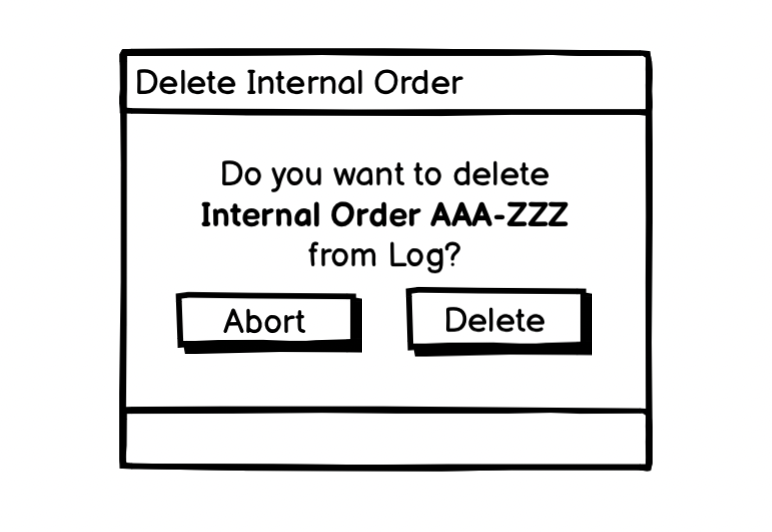 Delete Internal Order
Do you want to delete
Internal Order AAA-ZZZ
from Log?
Abort
Delete